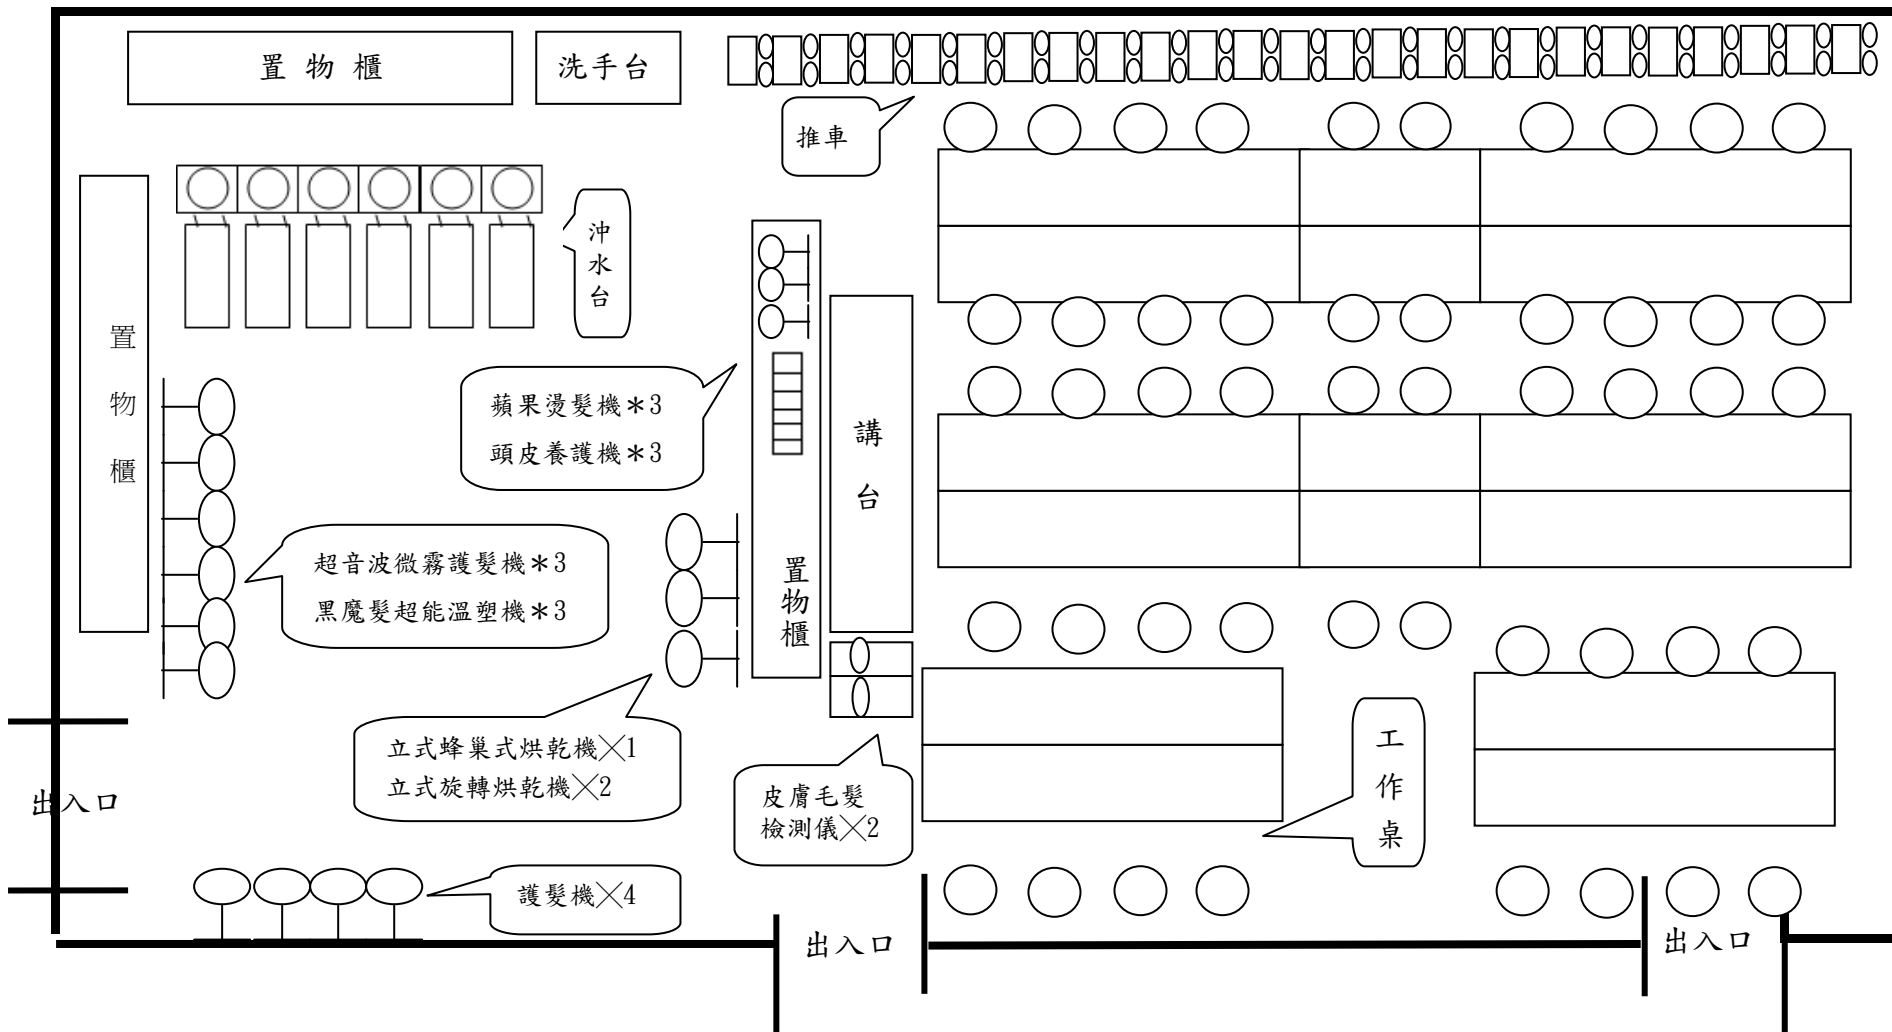 置 物 櫃
洗手台
推車
沖水台
置物櫃
蘋果燙髮機＊3
頭皮養護機＊3
講台
超音波微霧護髮機＊3
黑魔髮超能溫塑機＊3
置物櫃
立式蜂巢式烘乾機╳1
立式旋轉烘乾機╳2
皮膚毛髮
檢測儀╳2
工作桌
出入口
護髮機╳4
出入口
出入口